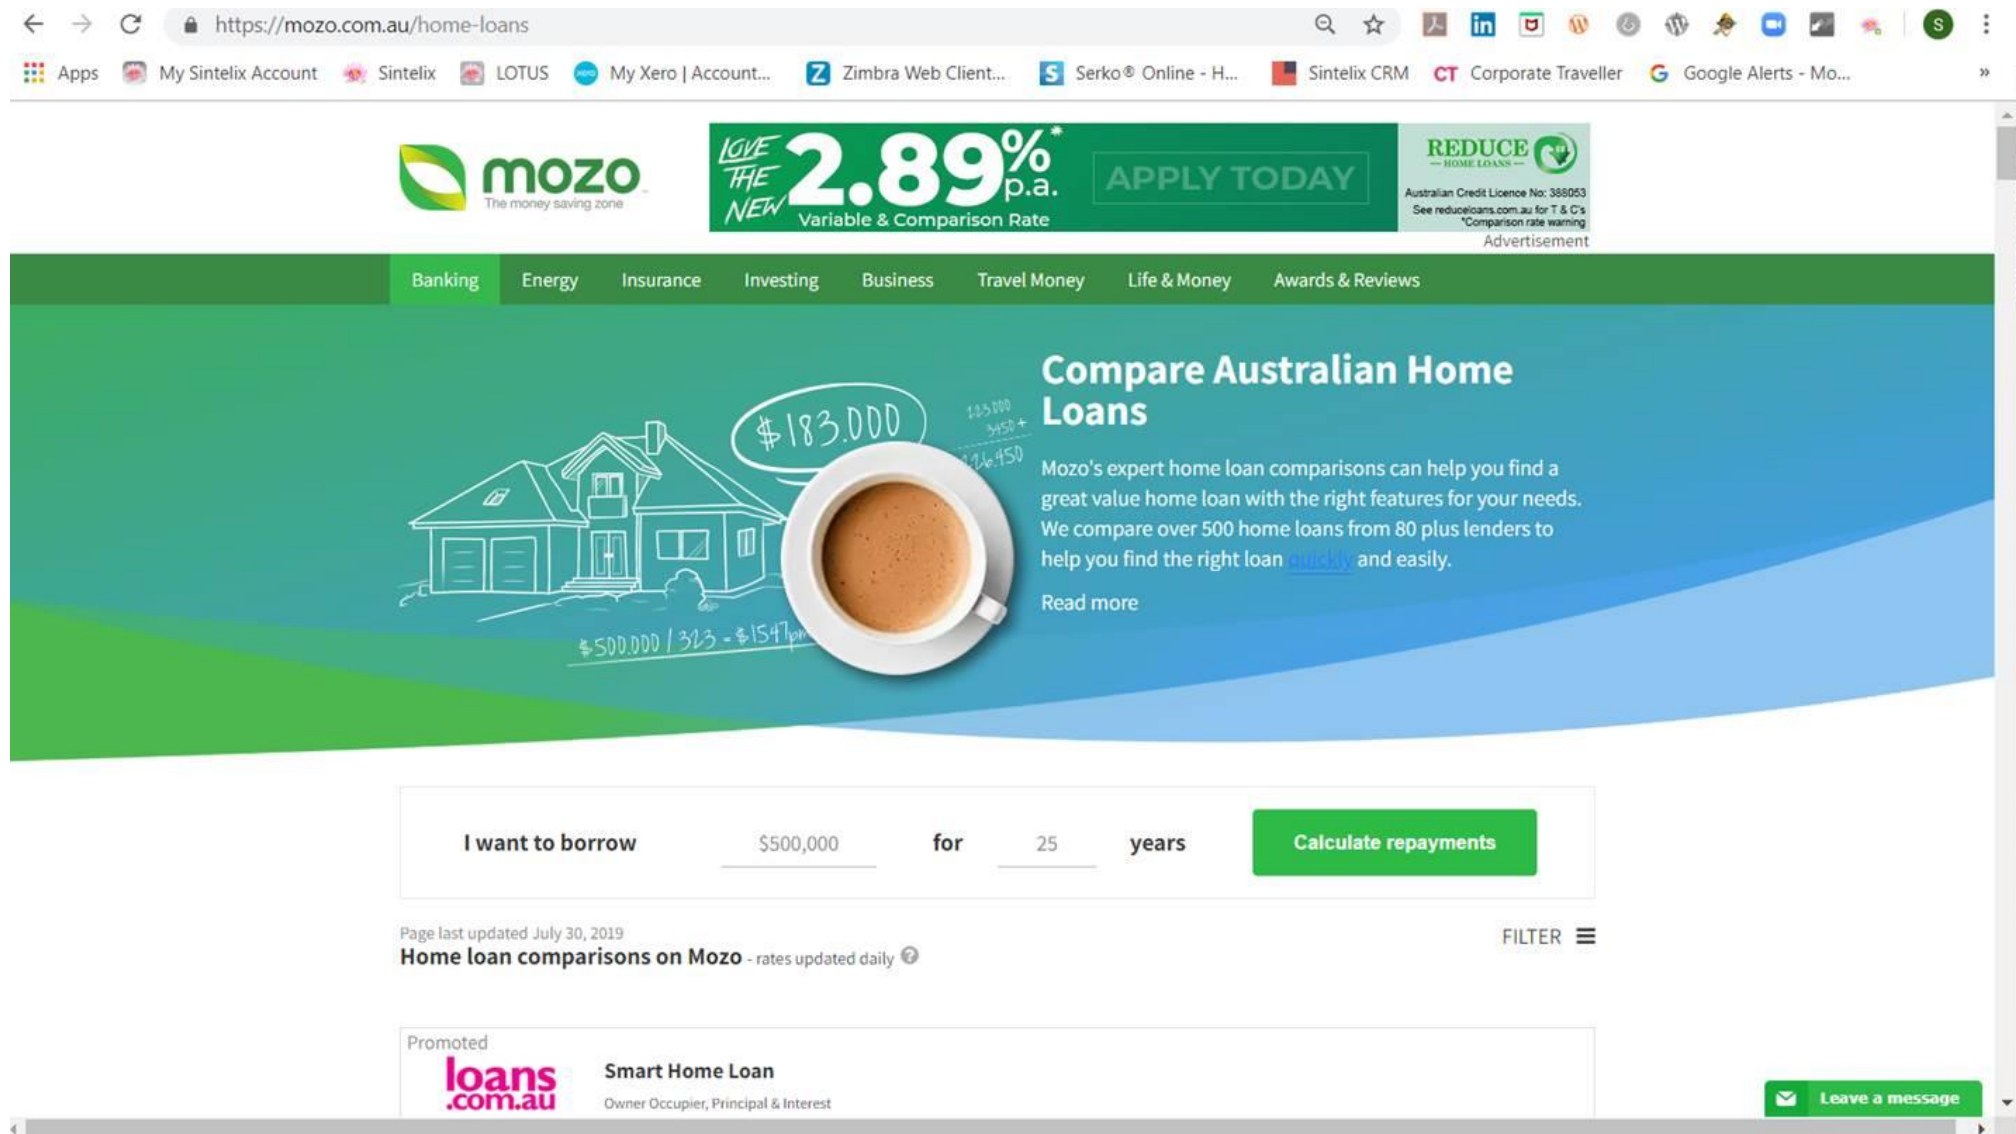 https://mozo.com.au/home-loans
S
Apps My Sintelix Account Sintelix LOTUS My Xero | Account... Zimbra Web Client... Serko® Online - H... Sintelix CRM CT Corporate Traveller Google Alerts - Mo... »
mozo
The money saving zone
LOVE
THE
NEW
2.89%*
p.a.
Variable & Comparison Rate
APPLY TODAY
REDUCE
HOME LOANS
Australian Credit Licence No: 388053
See reduceloans.com.au for T & C's
*Comparison rate warning
Advertisement
Banking Energy Insurance Investing Business Travel Money Life & Money Awards & Reviews
$183.000
3450+
$500.000 / 323 = $1547pm
Compare Australian Home
Loans
Mozo's expert home loan comparisons can help you find a
great value home loan with the right features for your needs.
We compare over 500 home loans from 80 plus lenders to
help you find the right loan quickly and easily.
Read more
I want to borrow $500,000 for 25 years Calculate repayments
Page last updated July 30, 2019
FILTER
Home loan comparisons on Mozo - rates updated daily ?
Promoted
loans
.com.au
Smart Home Loan
Owner Occupier, Principal & Interest
Leave a message